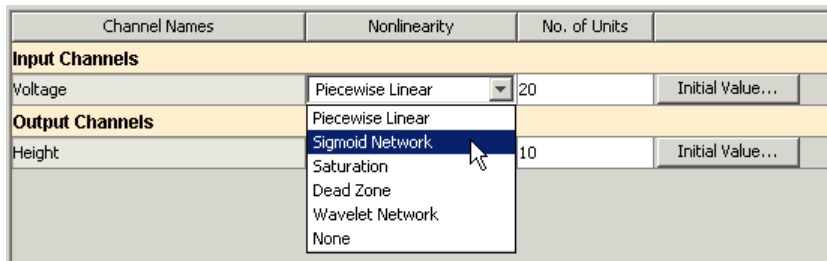 Channel Names Nonlinearity No. of Units
Input Channels
Voltage Piecewise Linear 20 Initial Value...
Output Channels
Piecewise Linear
Height Sigmoid Network 10 Initial Value...
Saturation
Dead Zone
Wavelet Network
None